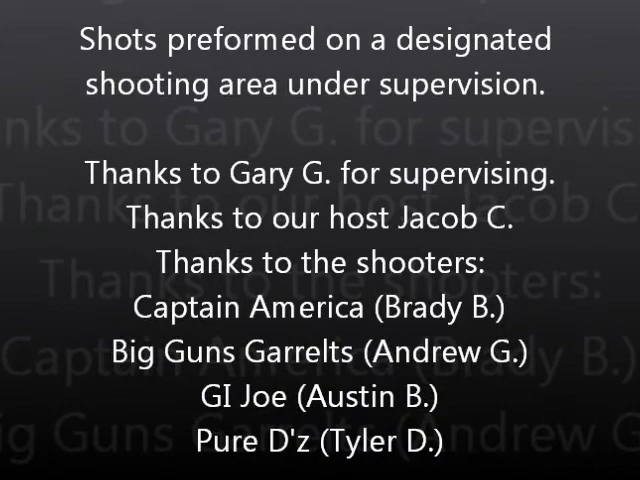 Shots preformed on a designated
shooting area under supervision.
Thanks to Gary G. for supervising.
Thanks to our host Jacob C.
Thanks to the shooters:
Captain America (Brady B.)
Big Guns Garrelts (Andrew G.)
GI Joe (Austin B.)
Pure D'z (Tyler D.)